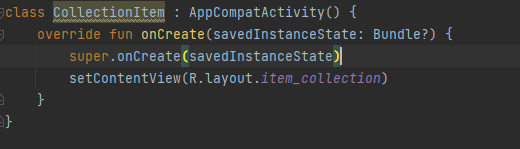 class CollectionItem : AppCompatActivity() {
override fun onCreate(savedInstanceState: Bundle?) {
super.onCreate(savedInstanceState)
setContentView(R.layout.item_collection)
}
}